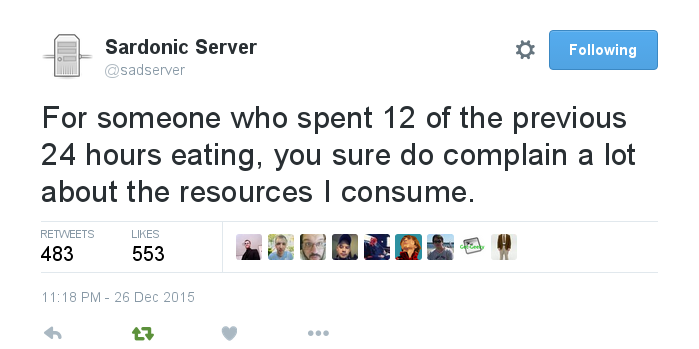 Sardonic Server
@sadserver
Following
For someone who spent 12 of the previous
24 hours eating, you sure do complain a lot
about the resources I consume.
RETWEETS
483
LIKES
553
11:18 PM - 26 Dec 2015